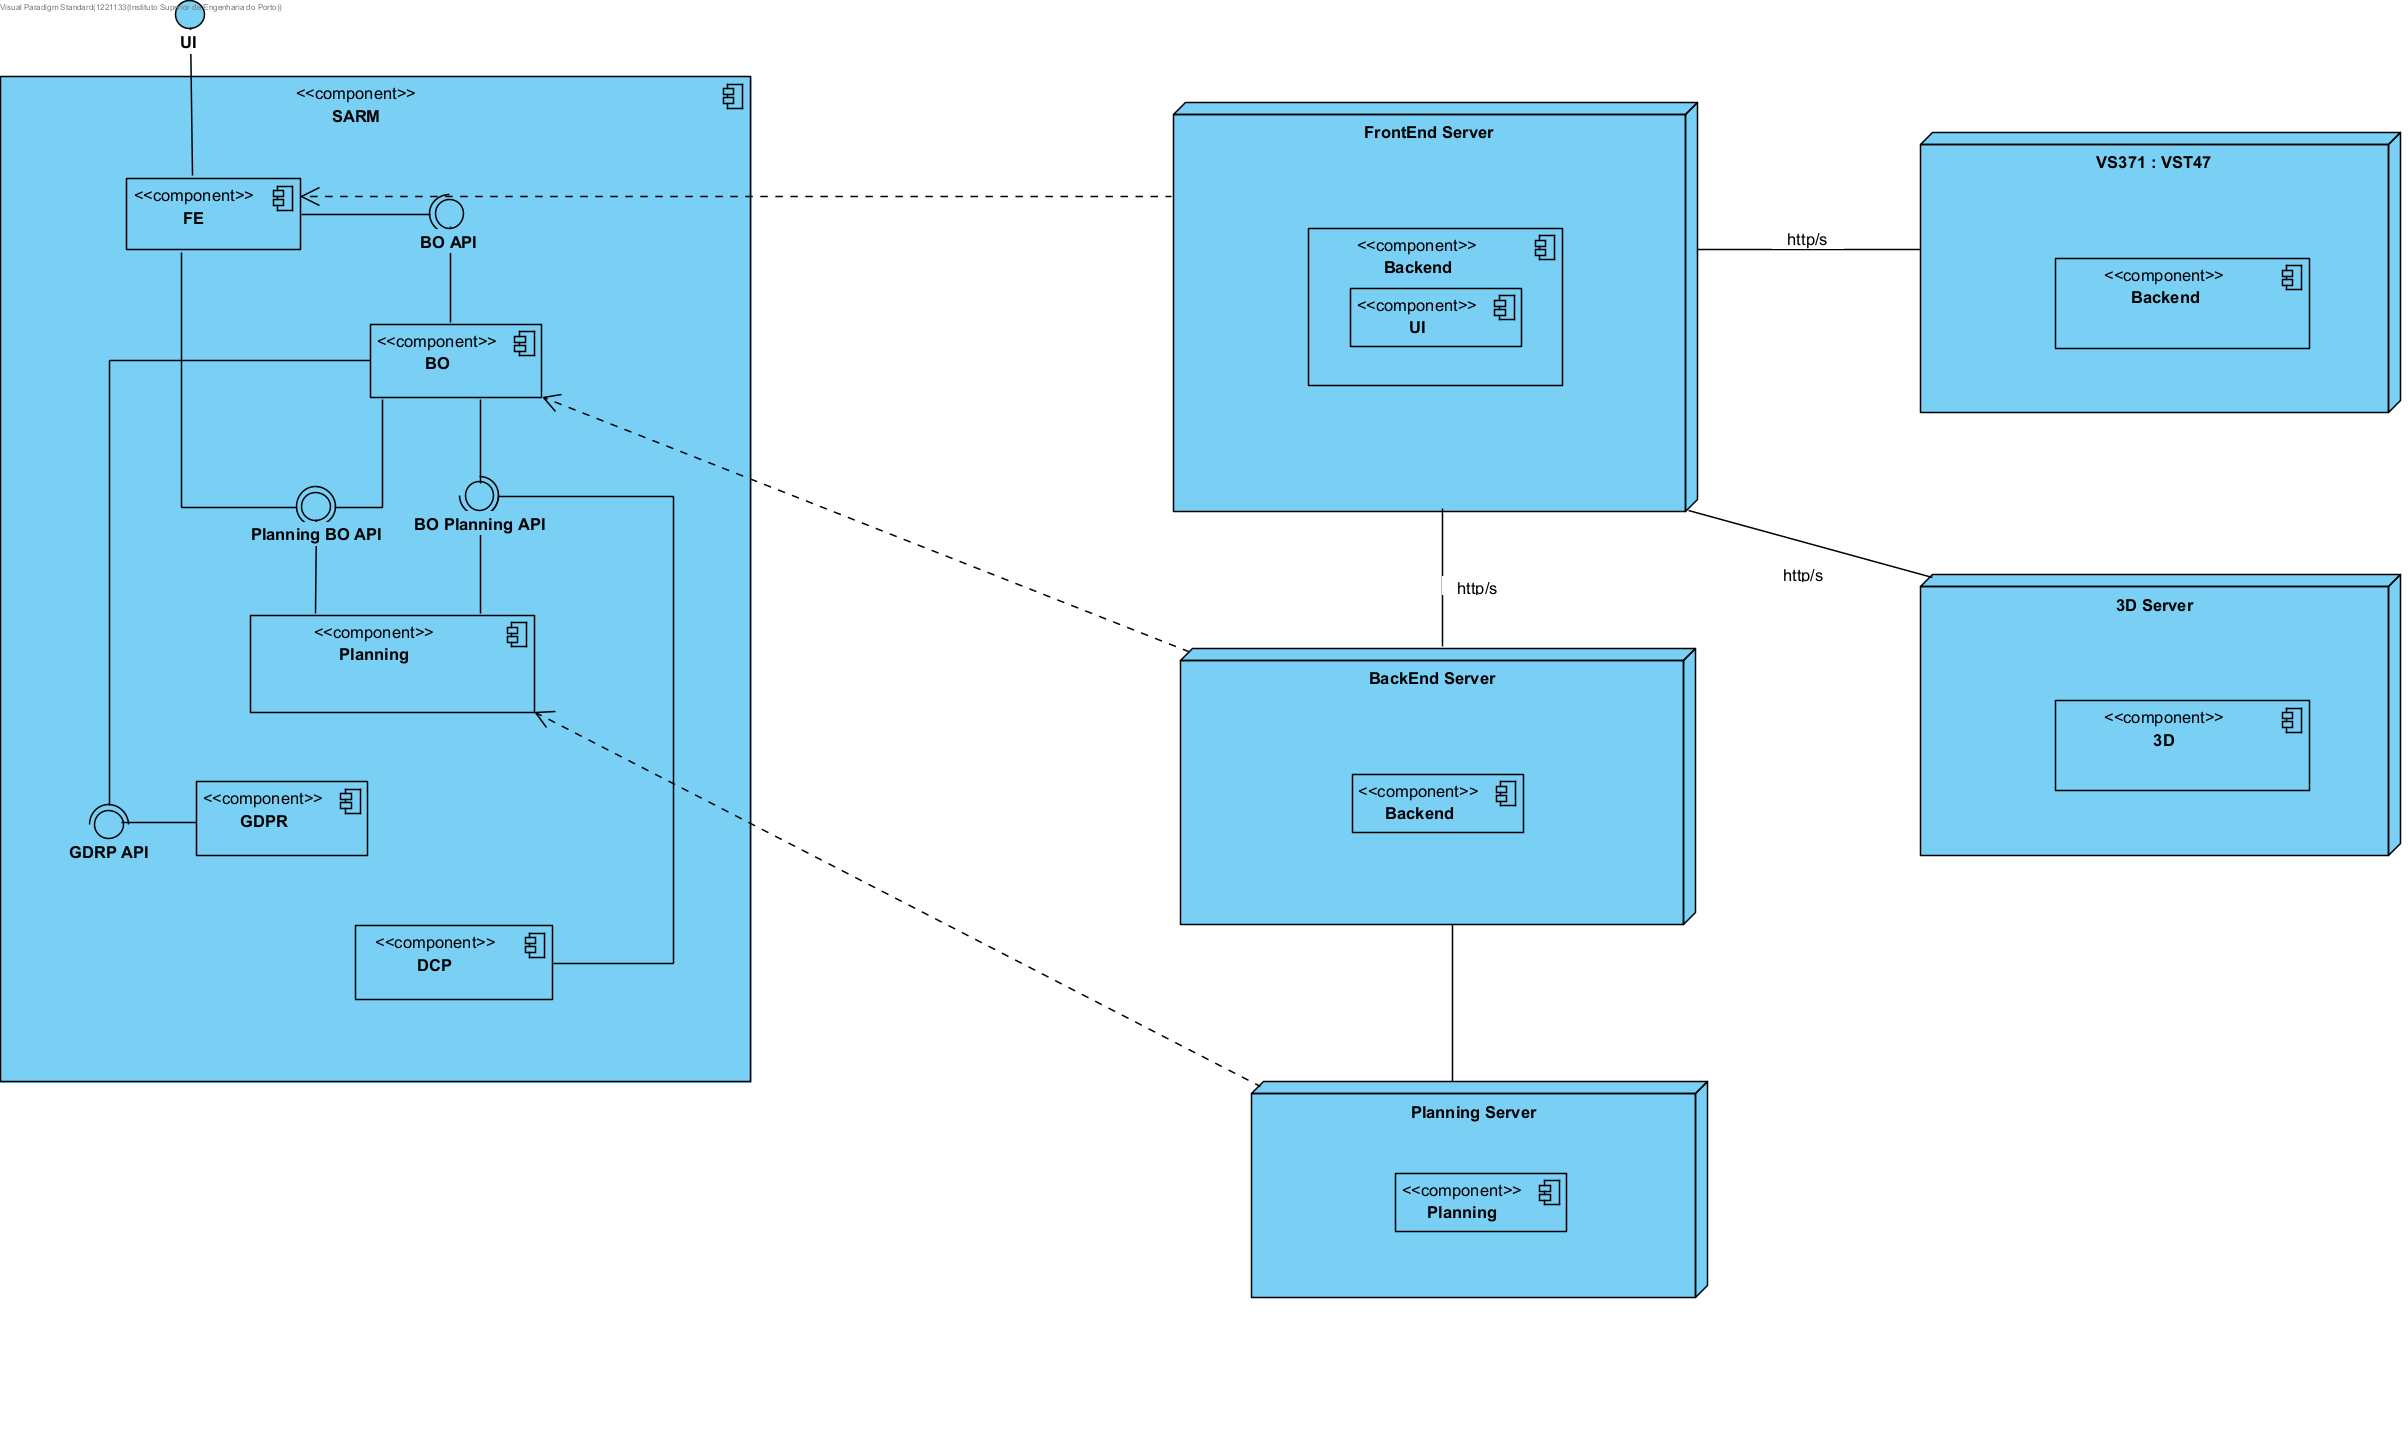 Visual Paradigm Standard(1221133(Instituto Superior de Engenharia do Porto))
UI
<<component>>
SARM
<<component>>
FE
BO API
<<component>>
BO
Planning BO API
BO Planning API
<<component>>
Planning
<<component>>
GDPR
GDRP API
<<component>>
DCP
FrontEnd Server
<<component>>
Backend
<<component>>
UI
http/s
VS371 : VST47
<<component>>
Backend
http/s
http/s
3D Server
<<component>>
3D
BackEnd Server
<<component>>
Backend
Planning Server
<<component>>
Planning